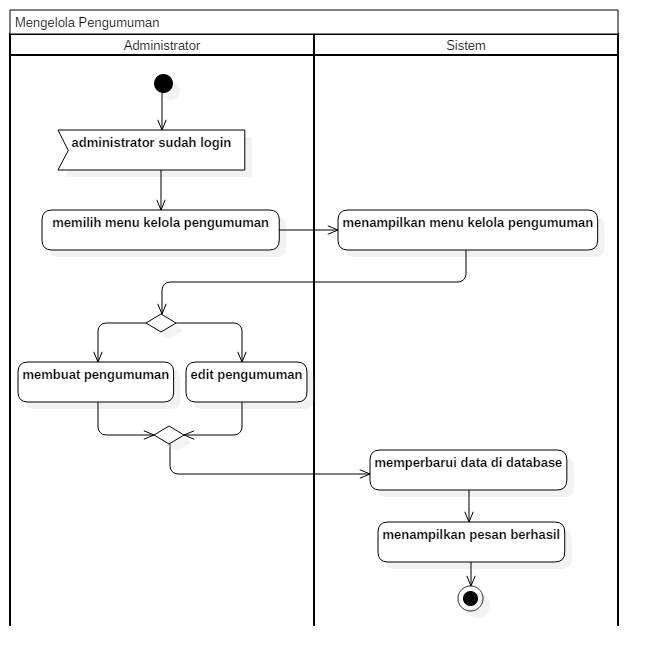 Mengelola Pengumuman
Administrator
Sistem
administrator sudah login
memilih menu kelola pengumuman
menampilkan menu kelola pengumuman
membuat pengumuman
edit pengumuman
memperbarui data di database
menampilkan pesan berhasil